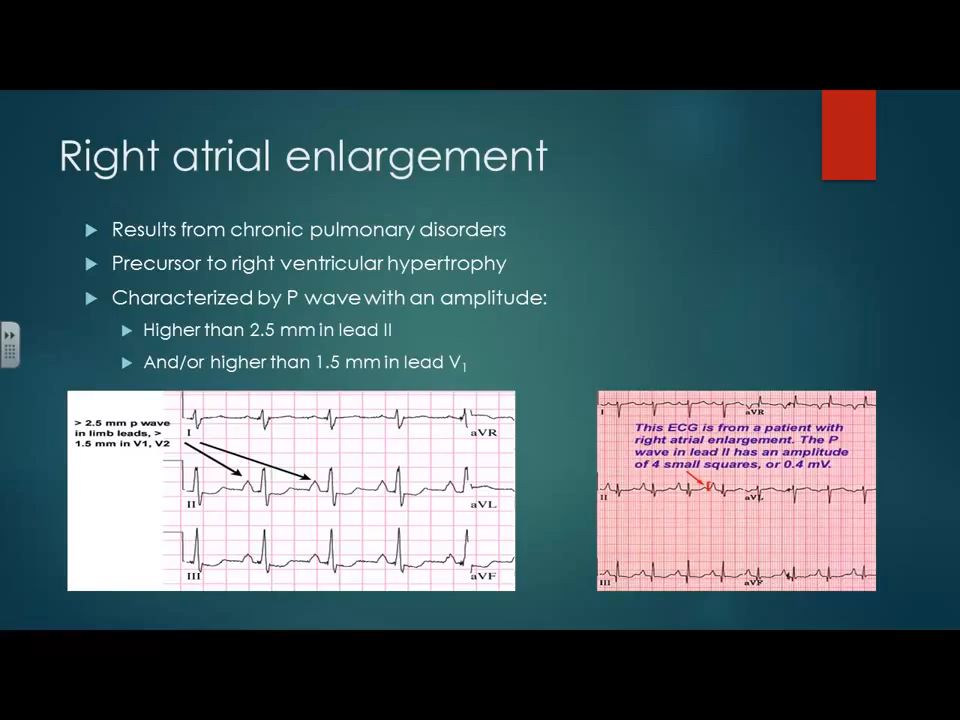 Right atrial enlargement
Results from chronic pulmonary disorders
Precursor to right ventricular hypertrophy
Characterized by P wave with an amplitude:
Higher than 2.5 mm in lead II
And/or higher than 1.5 mm in lead V1
> 2.5 mm p wave
in limb leads, >
1.5 mm in V1, V2
I
aVR
II
aVL
III
aVF
I
aVR
This ECG is from a patient with
right atrial enlargement. The P
wave in lead II has an amplitude
of 4 small squares, or 0.4 mV.
II
aVL
III
aVF